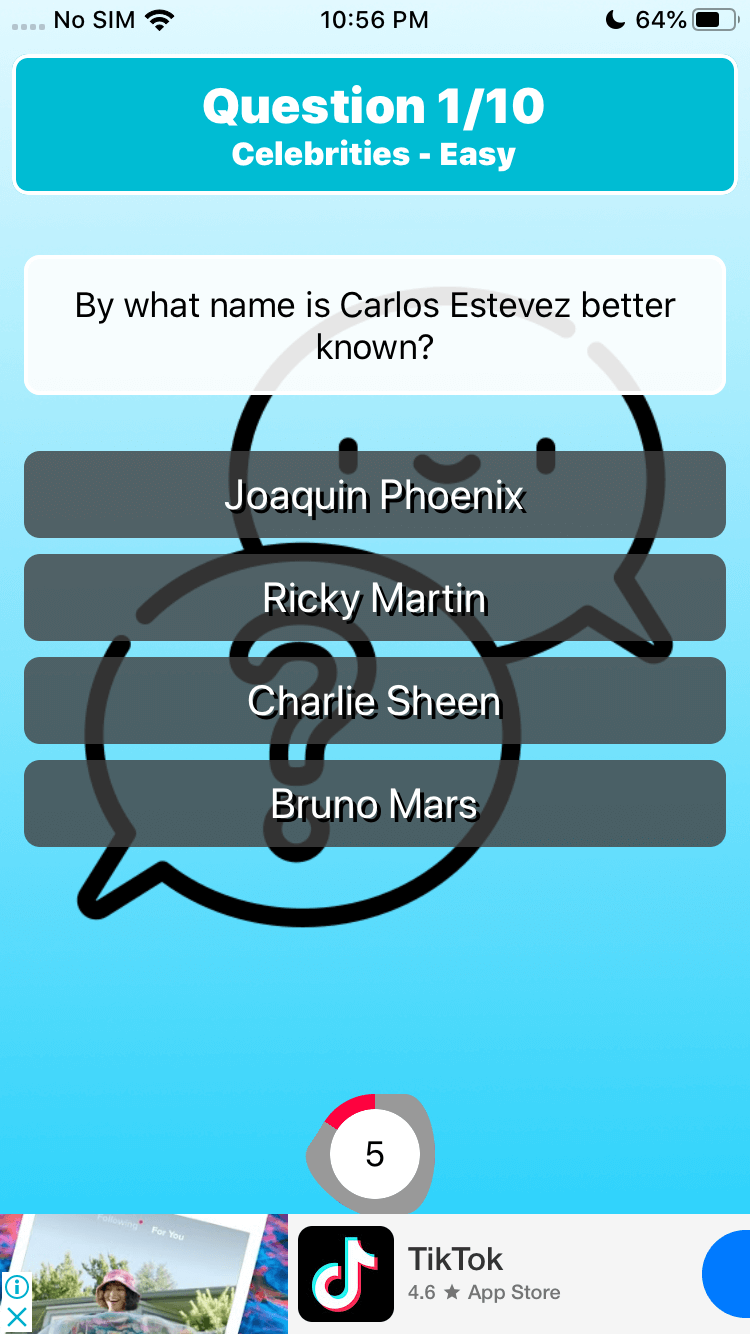 No SIM 10:56 PM 64%
Question 1/10
Celebrities - Easy
By what name is Carlos Estevez better
known?
Joaquin Phoenix
Ricky Martin
Charlie Sheen
Bruno Mars
5
Following For You
TikTok
4.6 ★ App Store